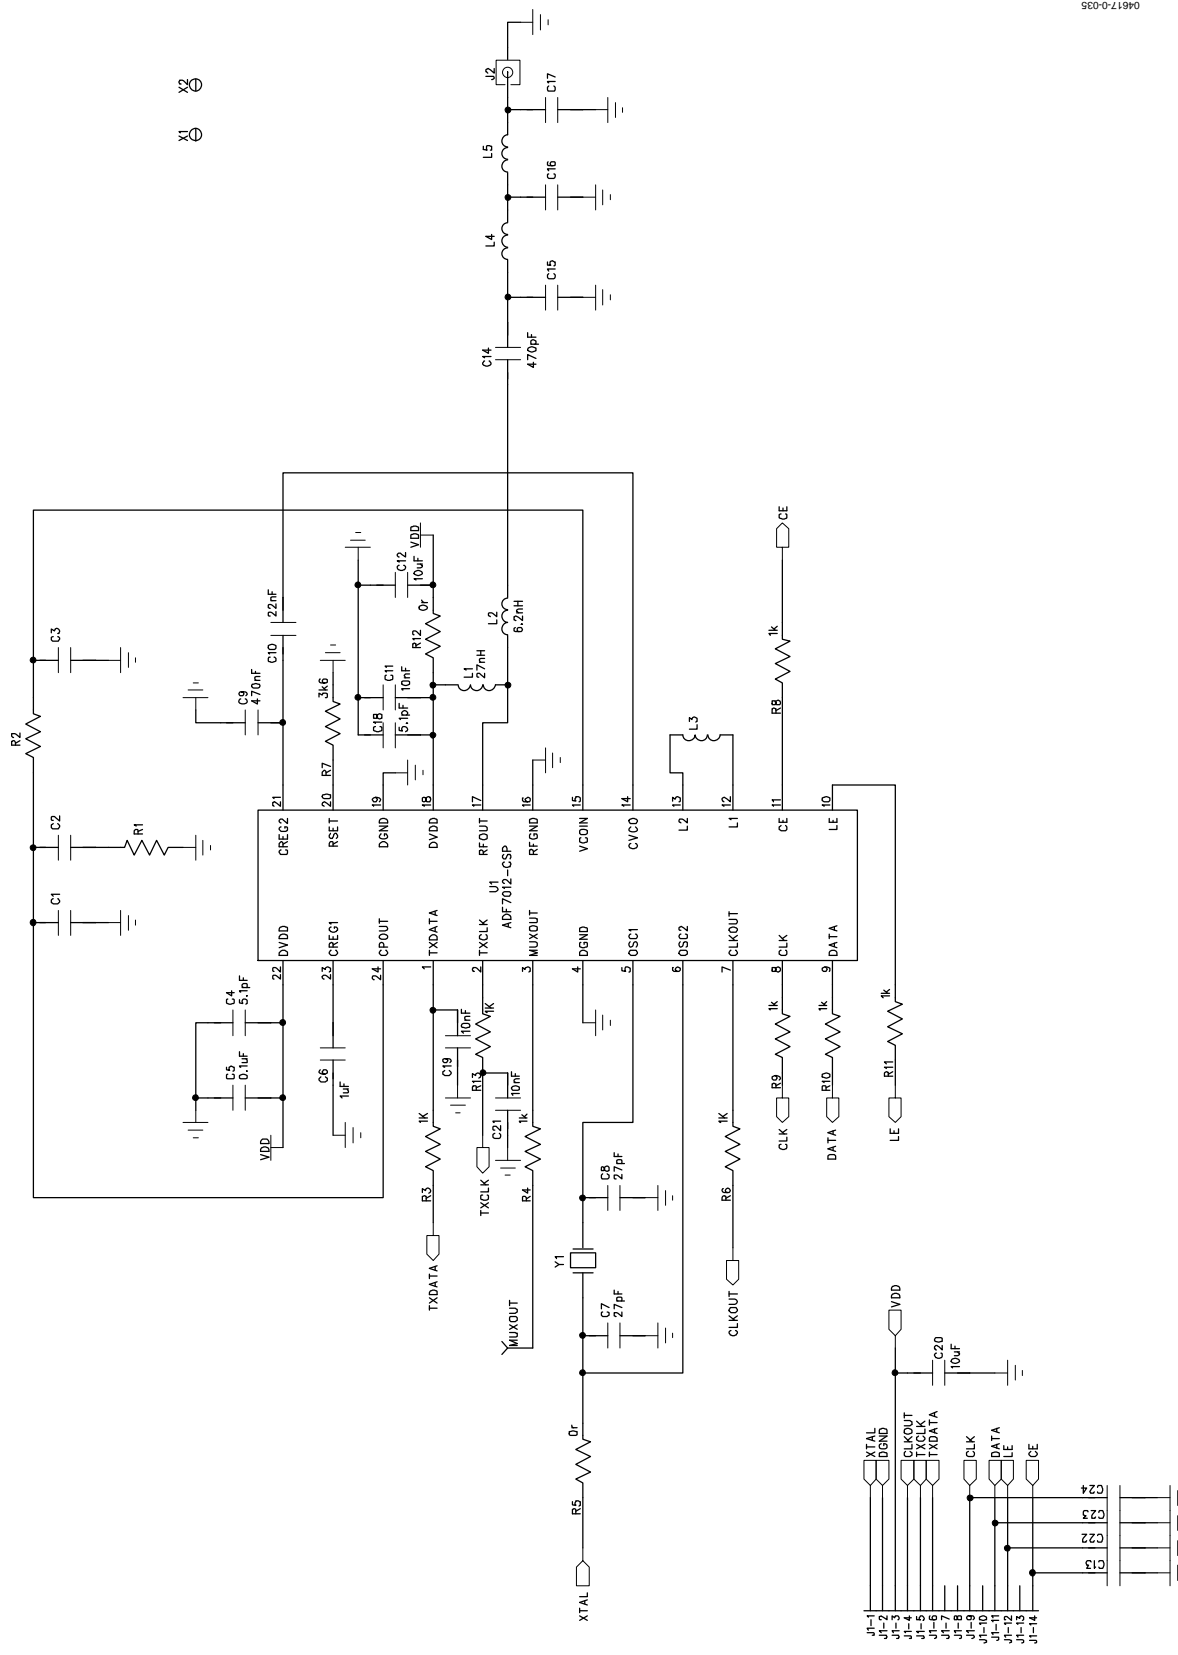 04617-0-035
X2
X1
J2
C17
L5
C16
L4
C15
C14
470pF
R2
C3
C2
R1
C1
22nF
C10
C9
470nF
3k6
R7
C12
10uF
VDD
0r
R12
C11
10nF
C18
5.1pF
L1
27nH
L2
6.2nH
L3
CE
1k
R8
21
20
19
18
17
16
15
14
13
12
11
10
CREG2
RSET
DGND
DVDD
RFOUT
RFGND
VCOIN
CVCO
L2
L1
CE
LE
U1
ADF7012-CSP
DVDD
CREG1
CPOUT
TXDATA
TXCLK
MUXOUT
DGND
OSC1
OSC2
CLKOUT
CLK
DATA
22
23
24
1
2
3
4
5
6
7
8
9
C4
5.1pF
C5
0.1uF
VDD
C6
1uF
C19
10nF
1K
R13
C21
10nF
1K
R3
TXDATA
TXCLK
1k
R4
MUXOUT
C8
27pF
Y1
C7
27pF
0r
R5
XTAL
1K
R6
CLKOUT
1k
R9
CLK
1k
R10
DATA
1k
R11
LE
VDD
C20
10uF
XTAL
DGND
CLKOUT
TXCLK
TXDATA
CLK
DATA
LE
CE
C24
C23
C22
C13
J1-1
J1-2
J1-3
J1-4
J1-5
J1-6
J1-7
J1-8
J1-9
J1-10
J1-11
J1-12
J1-13
J1-14